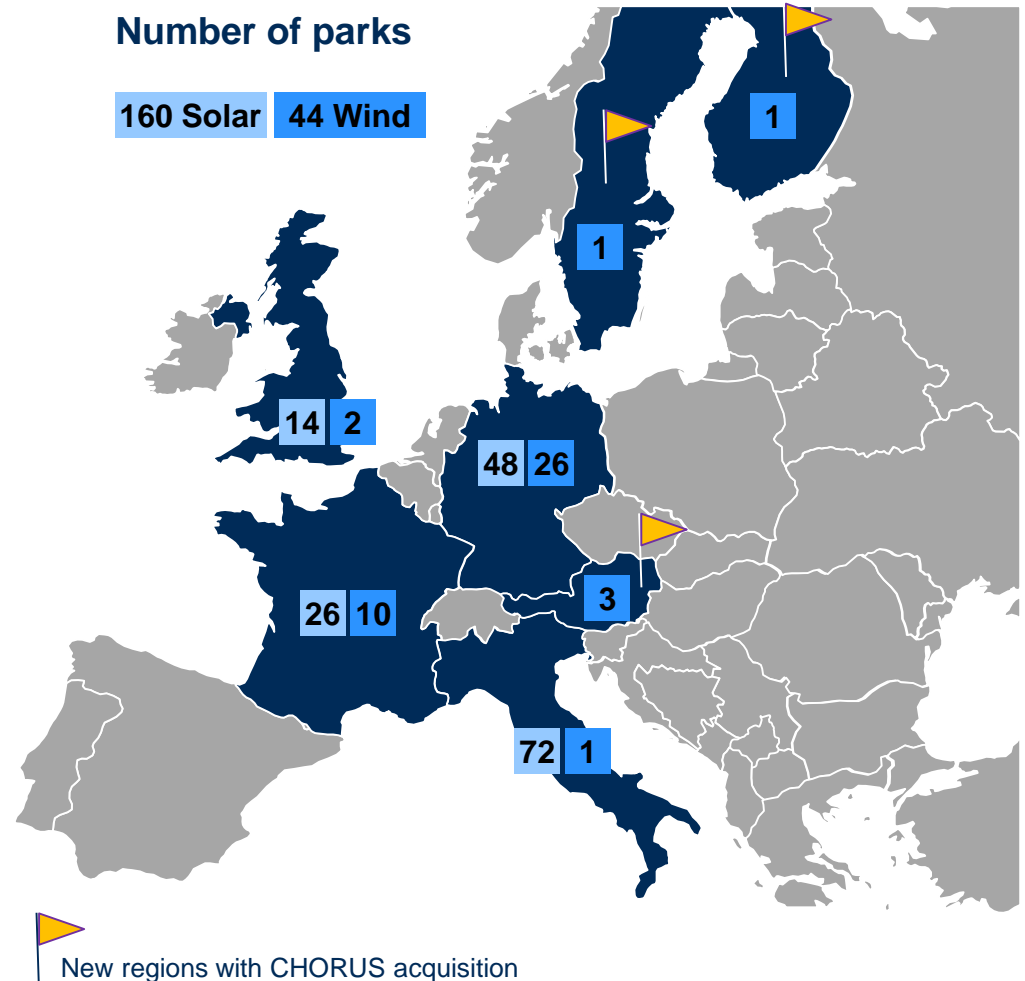 Number of parks
160 Solar 44 Wind
1
1
14 2
48 26
3
26 10
72 1
New regions with CHORUS acquisition